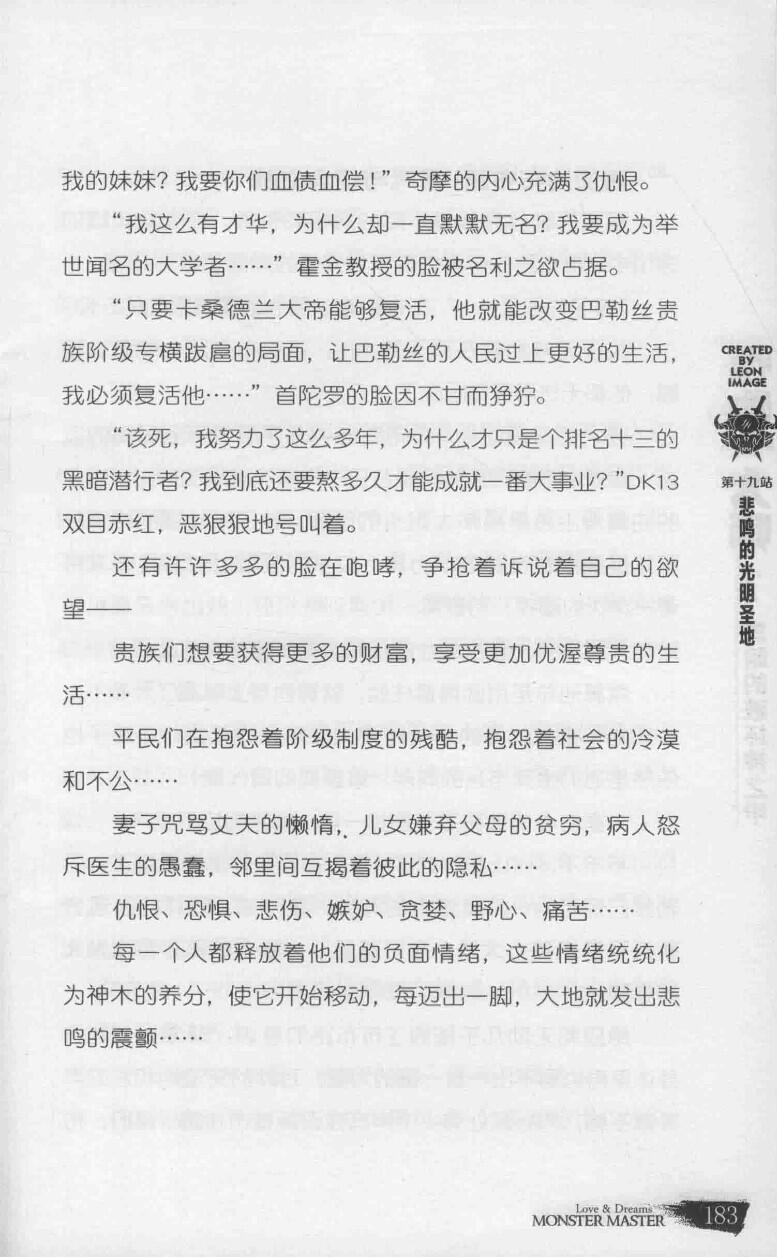 我的妹妹？我要你们血债血偿！”奇摩的内心充满了仇恨。
“我这么有才华，为什么却一直默默无名？我要成为举
世闻名的大学者……”霍金教授的脸被名利之欲占据。
“只要卡桑德兰大帝能够复活，他就能改变巴勒丝贵
族阶级专横跋扈的局面，让巴勒丝的人民过上更好的生活，
我必须复活他……”首陀罗的脸因不甘而狰狞。
“该死，我努力了这么多年，为什么才只是个排名十三的
黑暗潜行者？我到底还要熬多久才能成就一番大事业？”DK13
双目赤红，恶狠狠地号叫着。
还有许许多多的脸在咆哮，争抢着诉说着自己的欲
望——
贵族们想要获得更多的财富，享受更加优渥尊贵的生
活……
平民们在抱怨着阶级制度的残酷，抱怨着社会的冷漠
和不公……
妻子咒骂丈夫的懒惰，儿女嫌弃父母的贫穷，病人怒
斥医生的愚蠢，邻里间互揭着彼此的隐私……
仇恨、恐惧、悲伤、嫉妒、贪婪、野心、痛苦……
每一个人都释放着他们的负面情绪，这些情绪统统化
为神木的养分，使它开始移动，每迈出一脚，大地就发出悲
鸣的震颤……
CREATED
BY
LEON
IMAGE
第十九站
悲鸣的光明圣地
Love & Dreams
MONSTER MASTER
183